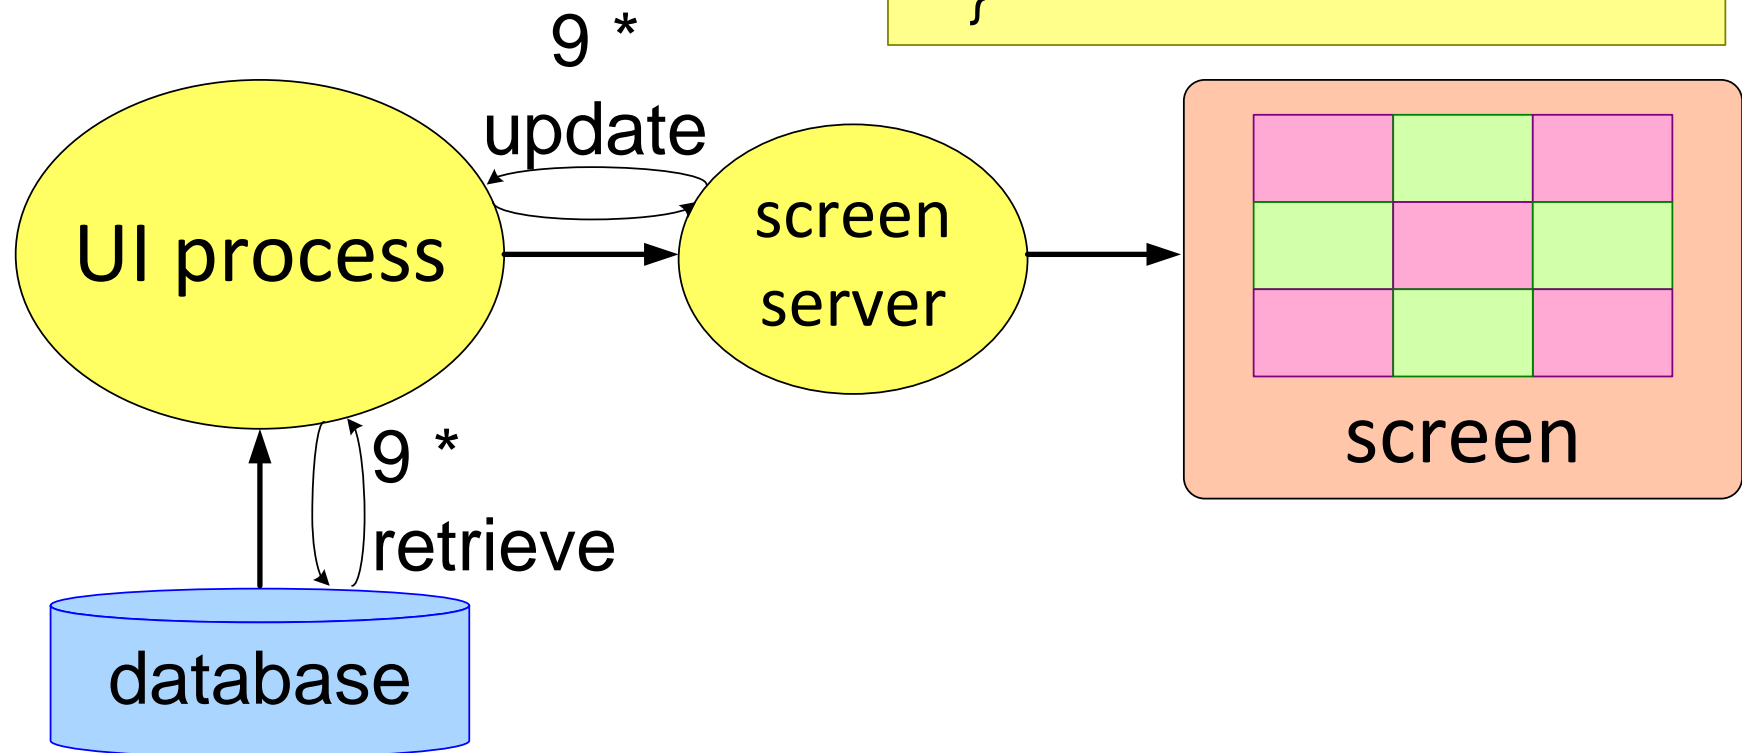 }
9 *
update
UI process
screen
server
screen
9 *
retrieve
database